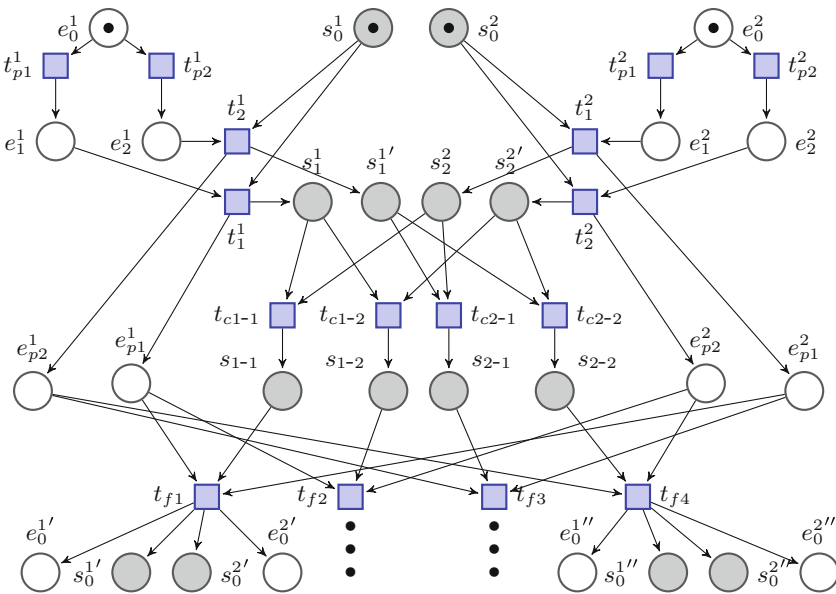 e_0^1 s_0^1 s_0^2 e_0^2
t_{p1}^1 t_{p2}^1 t_{p1}^2 t_{p2}^2
t_2^1 t_1^2
e_1^1 e_2^1 e_1^2 e_2^2
s_1^1 s_1^{1'} s_2^2 s_2^{2'}
t_1^1 t_2^2
t_{c1-1} t_{c1-2} t_{c2-1} t_{c2-2}
e_{p2}^1 e_{p1}^1 s_{1-1} s_{1-2} s_{2-1} s_{2-2} e_{p2}^2 e_{p1}^2
t_{f1} t_{f2} t_{f3} t_{f4}
e_0^{1'} s_0^{1'} s_0^{2'} e_0^{2'} e_0^{1''} s_0^{1''} s_0^{2''} e_0^{2''}